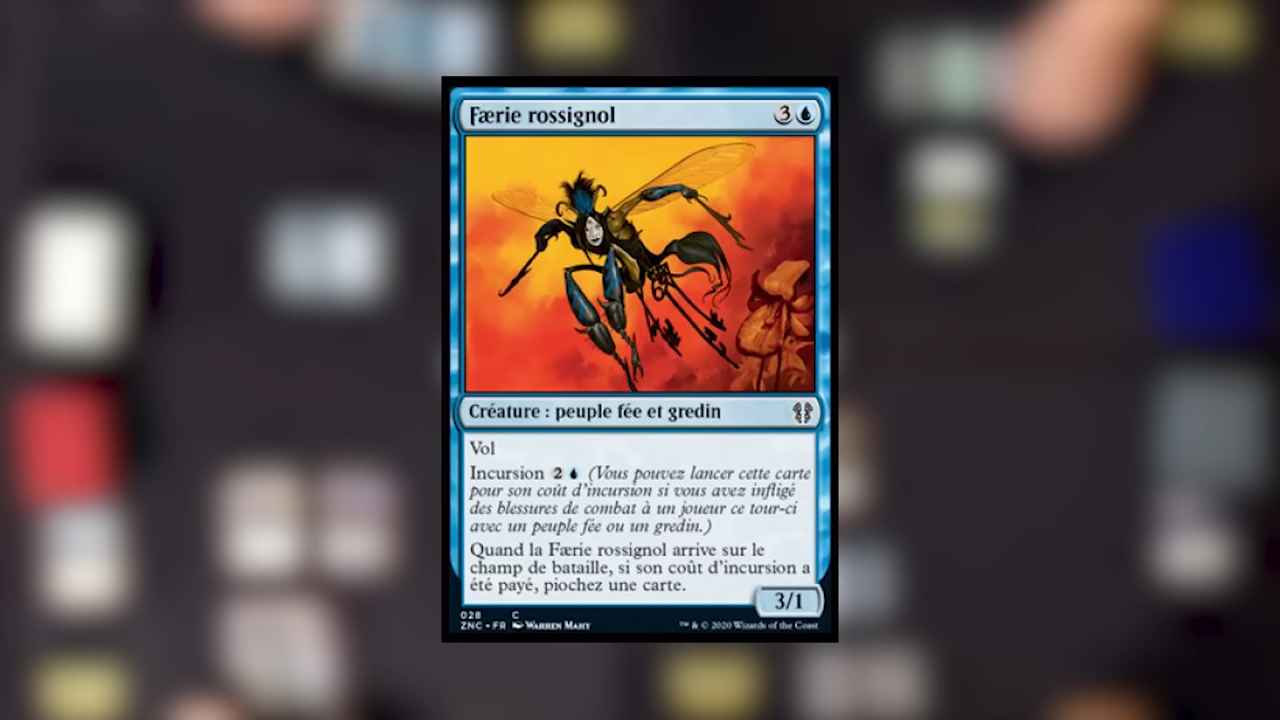 Færie rossignol 3
Créature : peuple fée et gredin
Vol
Incursion 2 (Vous pouvez lancer cette carte
pour son coût d'incursion si vous avez infligé
des blessures de combat à un joueur ce tour-ci
avec un peuple fée ou un gredin.)
Quand la Færie rossignol arrive sur le
champ de bataille, si son coût d'incursion a
été payé, piochez une carte.
3/1
028 C
ZNC • FR Warren Mahy ™ & © 2020 Wizards of the Coast